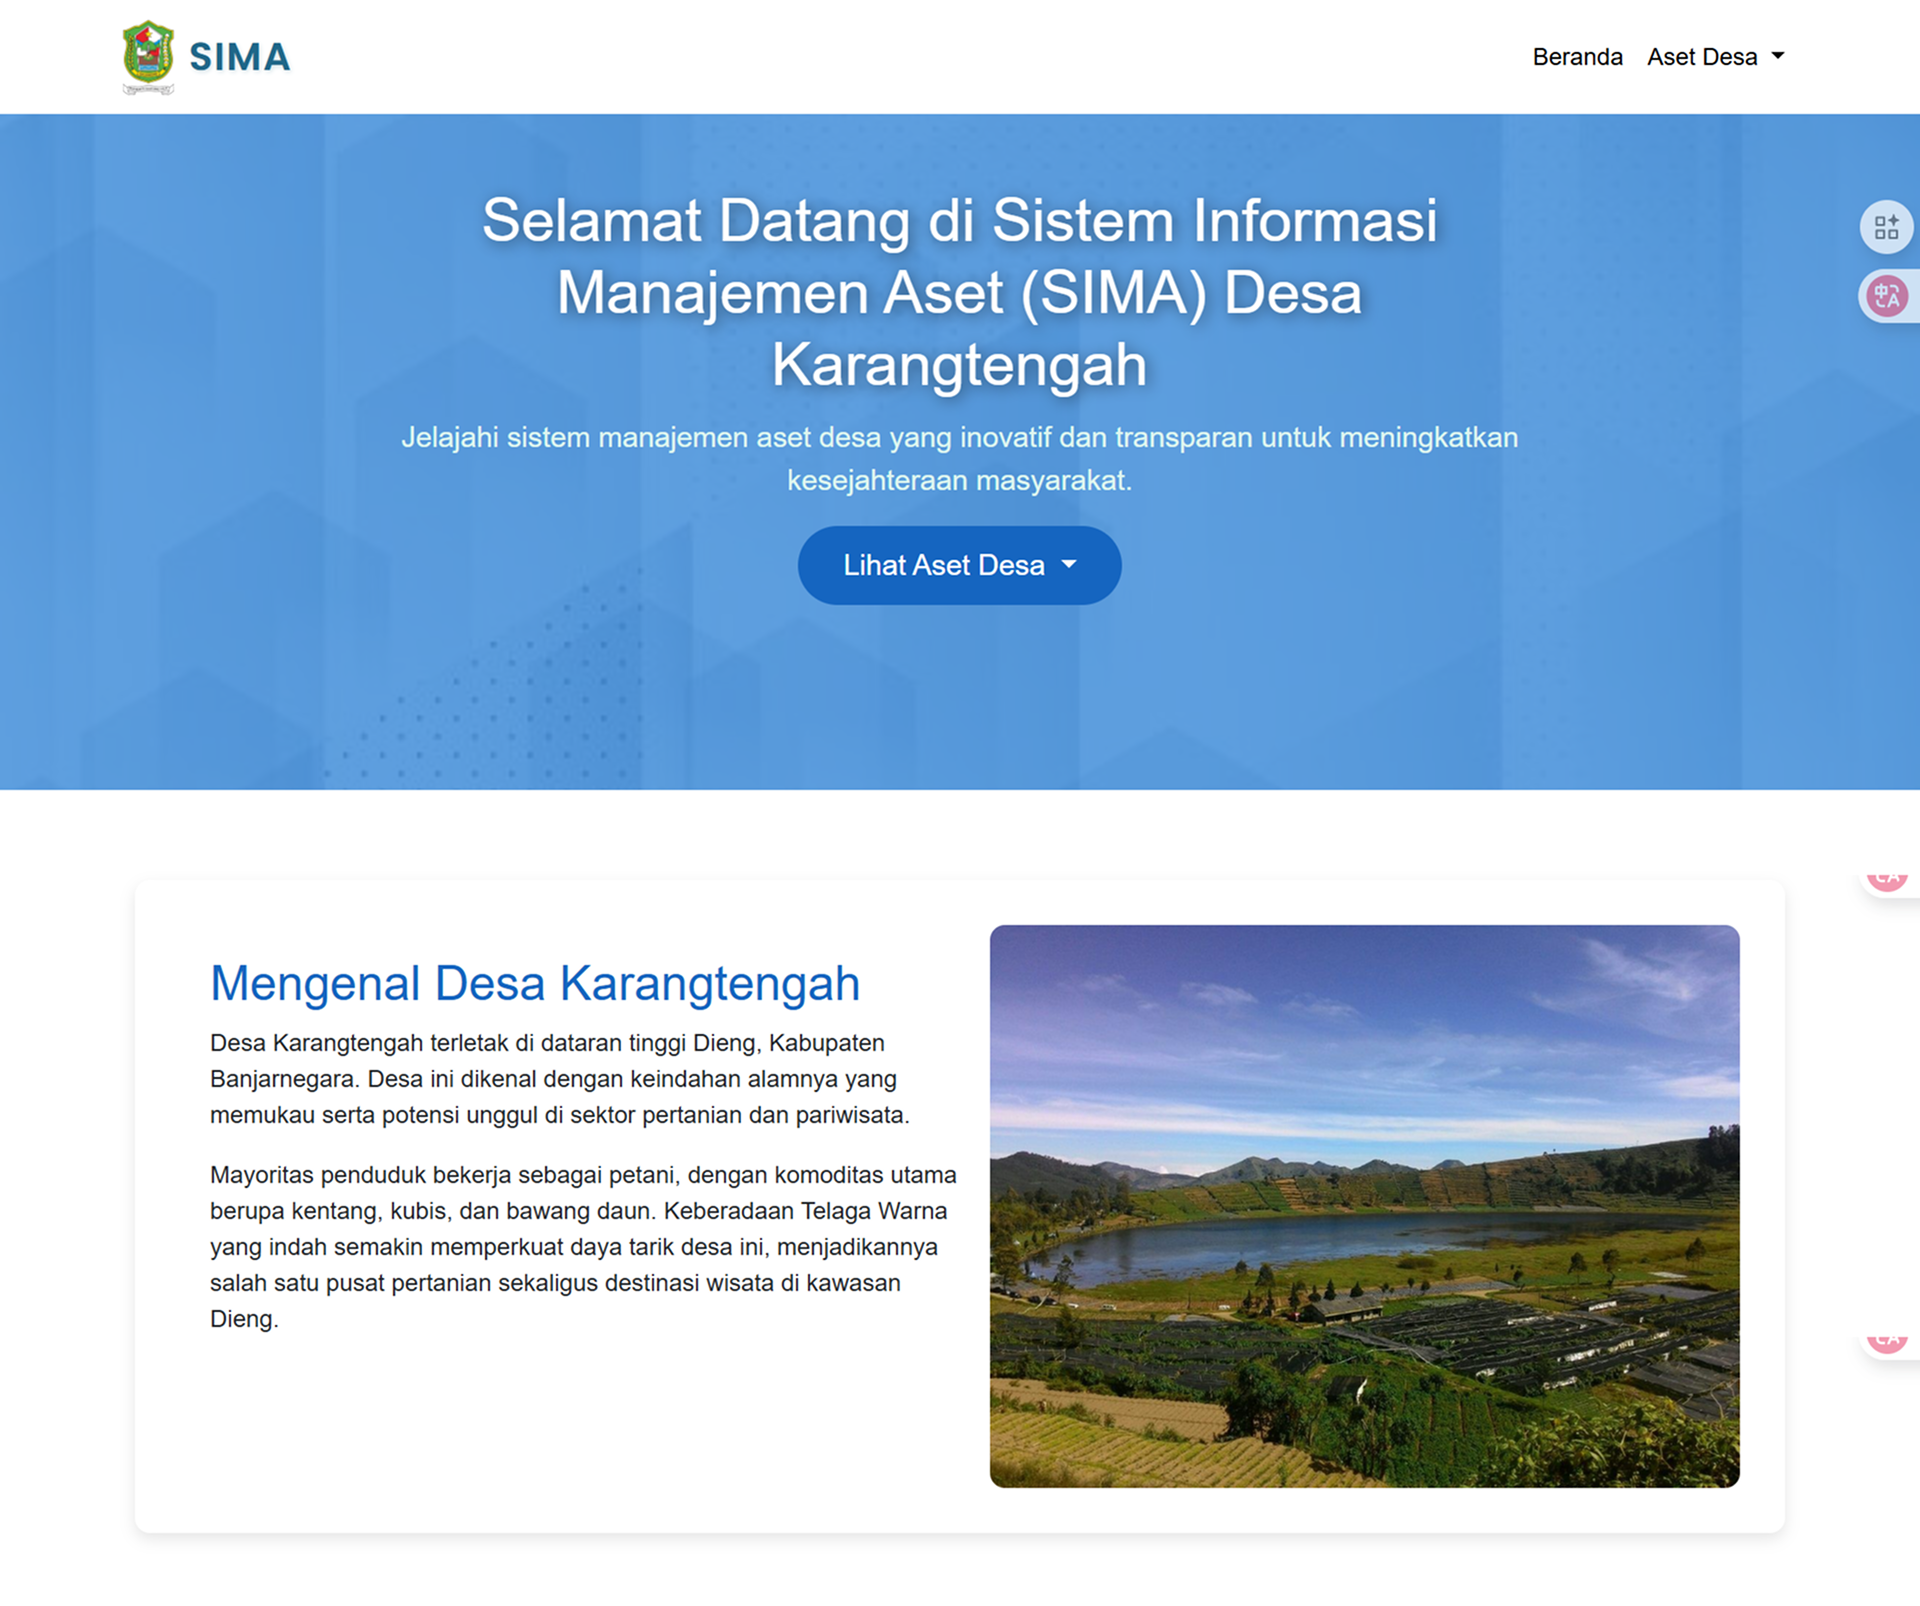 SIMA
Beranda
Aset Desa
Selamat Datang di Sistem Informasi
Manajemen Aset (SIMA) Desa
Karangtengah
Jelajahi sistem manajemen aset desa yang inovatif dan transparan untuk meningkatkan
kesejahteraan masyarakat.
Lihat Aset Desa
Mengenal Desa Karangtengah
Desa Karangtengah terletak di dataran tinggi Dieng, Kabupaten
Banjarnegara. Desa ini dikenal dengan keindahan alamnya yang
memukau serta potensi unggul di sektor pertanian dan pariwisata.
Mayoritas penduduk bekerja sebagai petani, dengan komoditas utama
berupa kentang, kubis, dan bawang daun. Keberadaan Telaga Warna
yang indah semakin memperkuat daya tarik desa ini, menjadikannya
salah satu pusat pertanian sekaligus destinasi wisata di kawasan
Dieng.